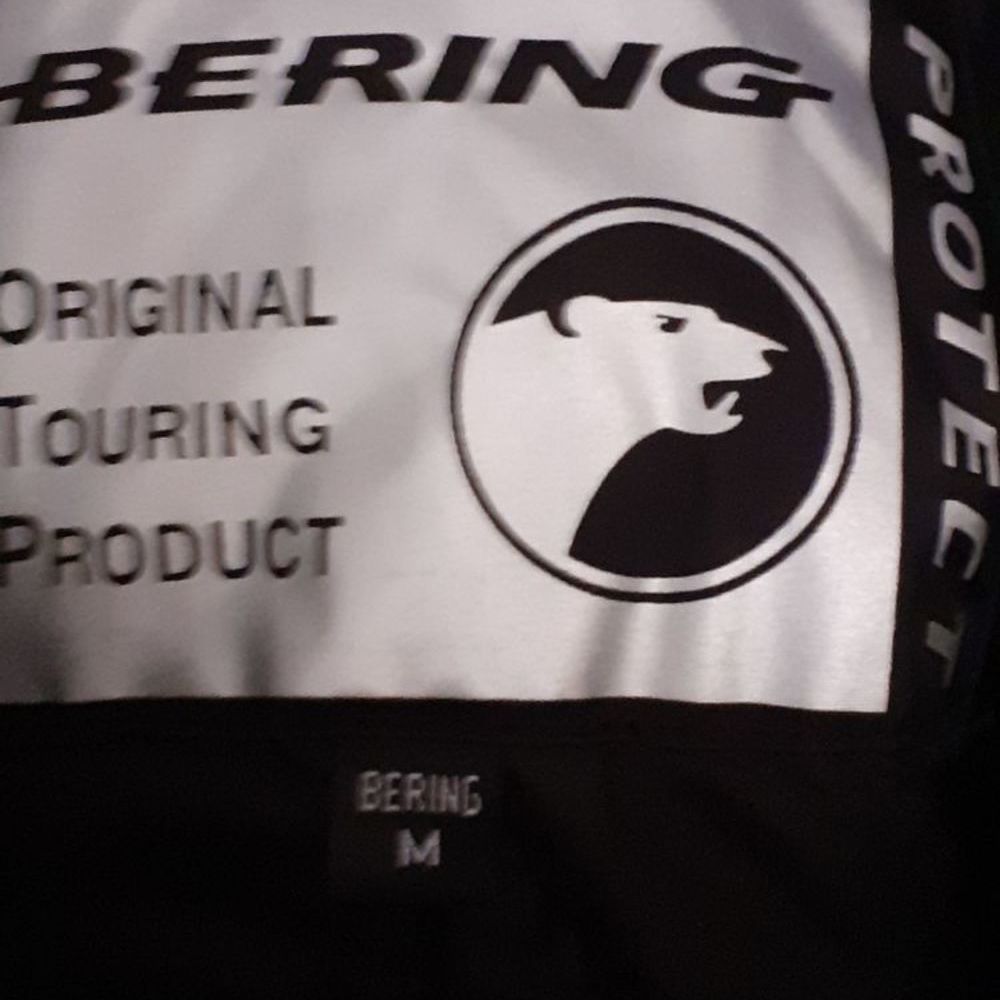 BERING
ORIGINAL
TOURING
PRODUCT
PROTECT
BERING
M